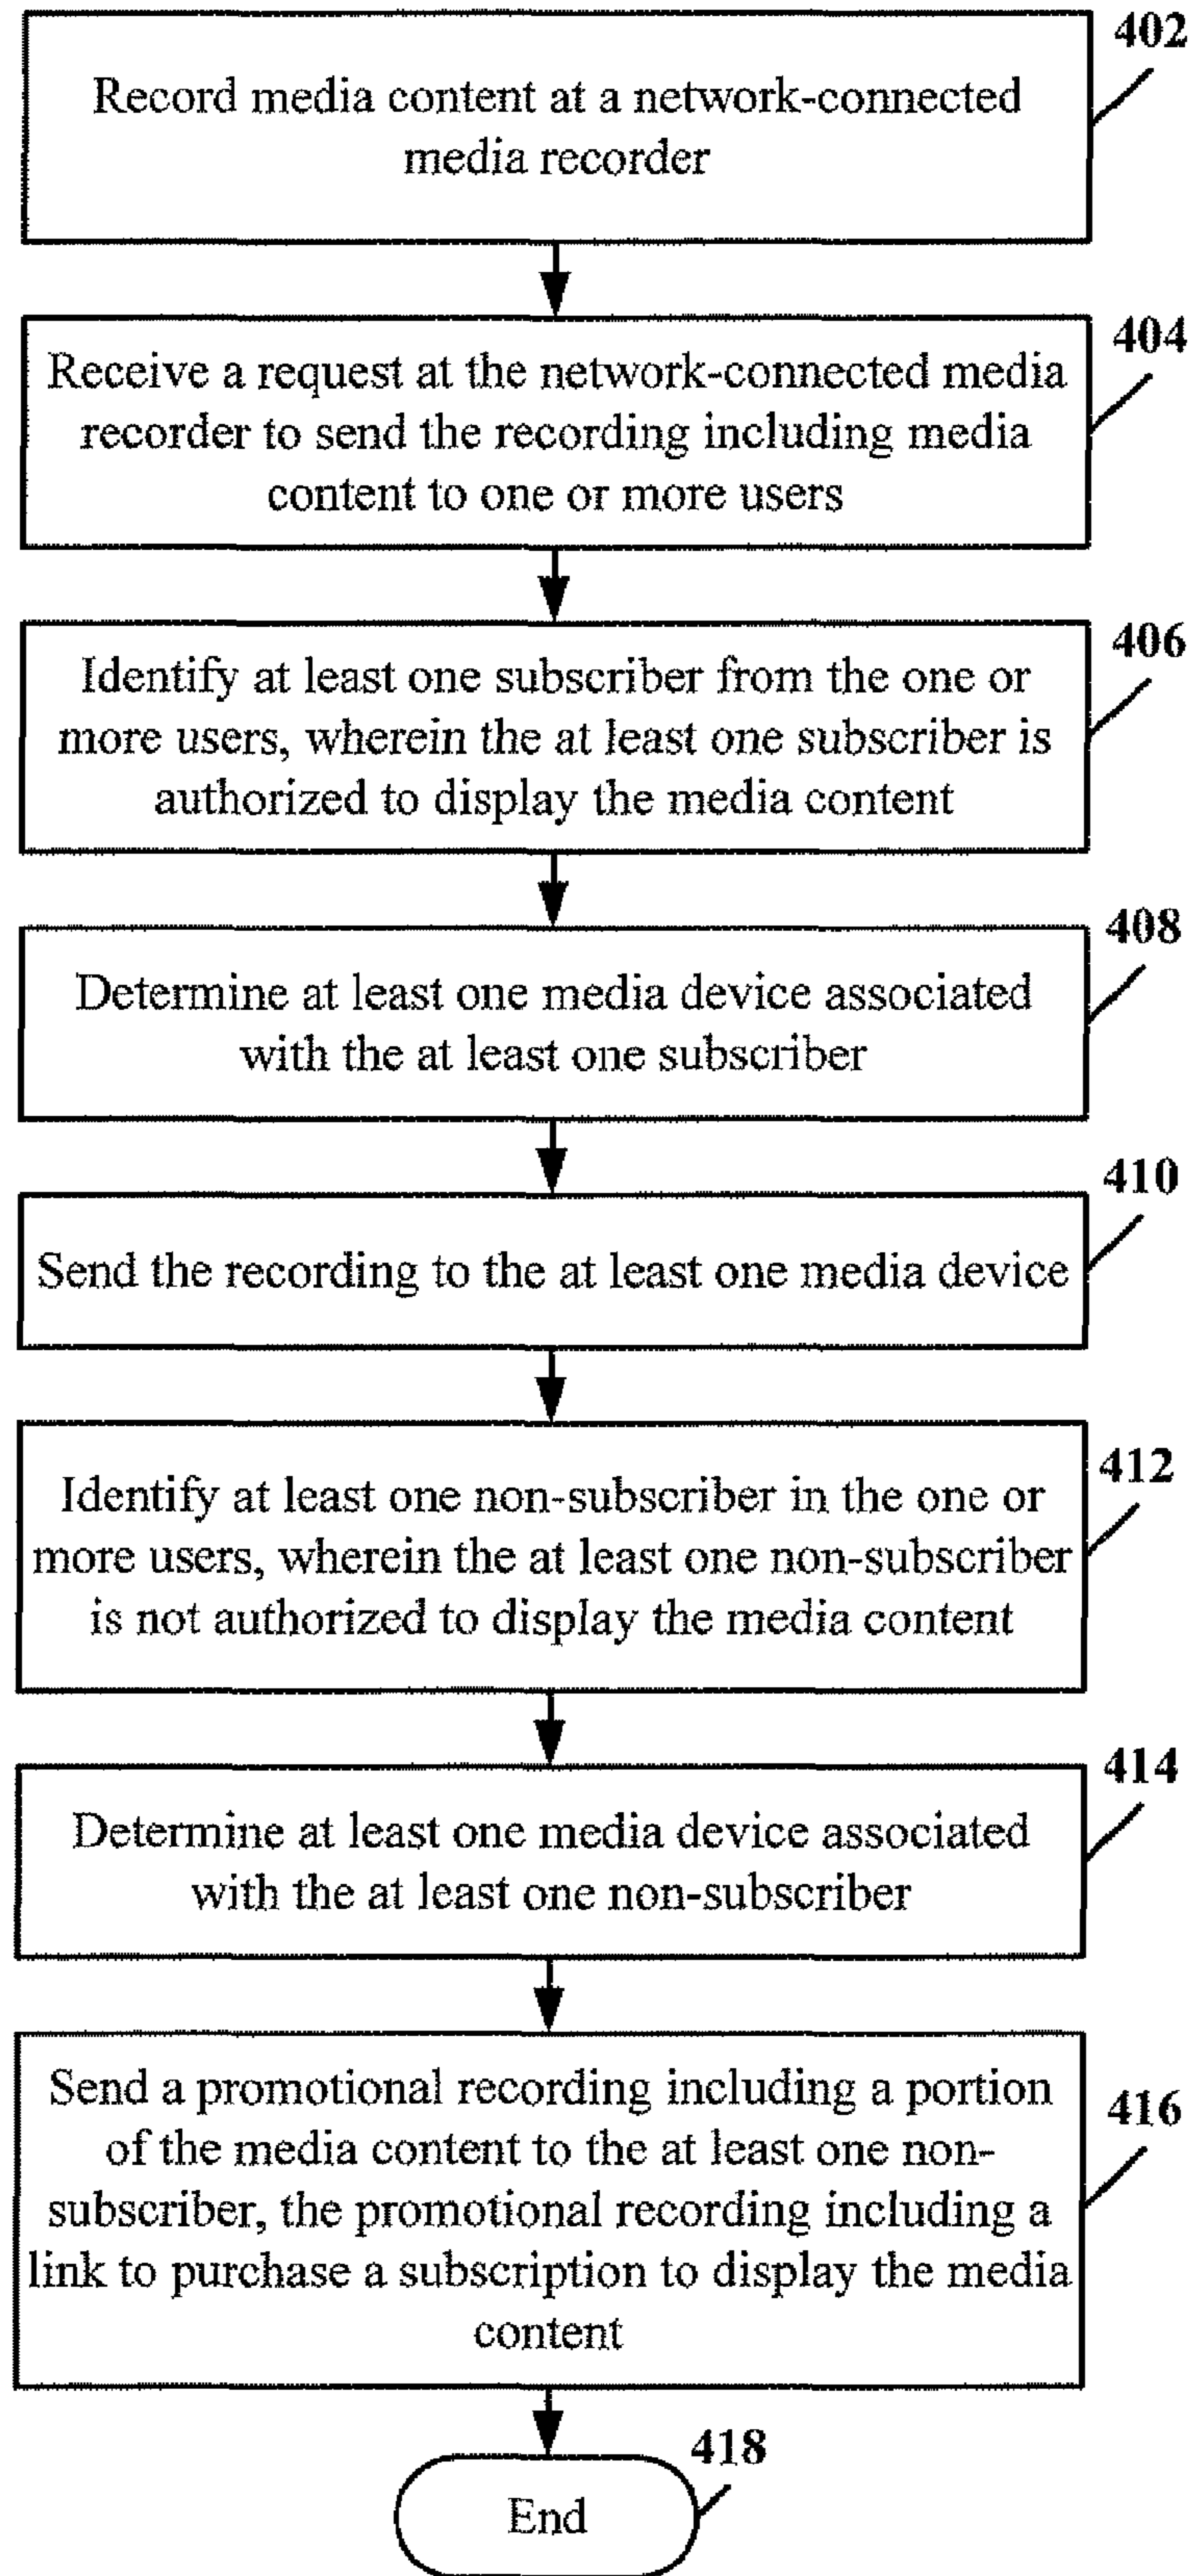 402
Record media content at a network-connected
media recorder
404
Receive a request at the network-connected media
recorder to send the recording including media
content to one or more users
406
Identify at least one subscriber from the one or
more users, wherein the at least one subscriber is
authorized to display the media content
408
Determine at least one media device associated
with the at least one subscriber
410
Send the recording to the at least one media device
412
Identify at least one non-subscriber in the one or
more users, wherein the at least one non-subscriber
is not authorized to display the media content
414
Determine at least one media device associated
with the at least one non-subscriber
416
Send a promotional recording including a portion
of the media content to the at least one non-
subscriber, the promotional recording including a
link to purchase a subscription to display the media
content
418
End